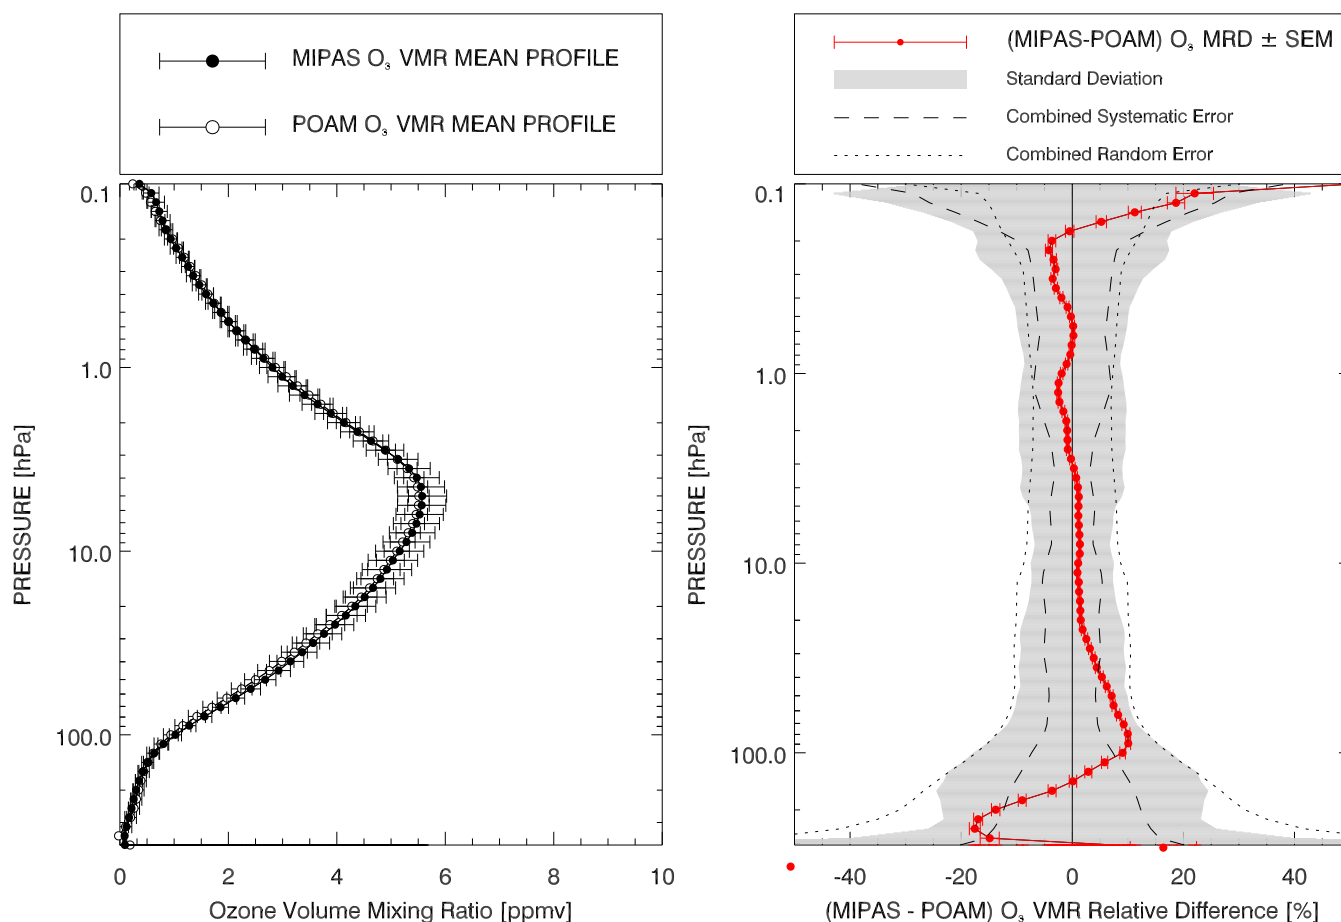 MIPAS O₃ VMR MEAN PROFILE
POAM O₃ VMR MEAN PROFILE
0.1
1.0
10.0
100.0
PRESSURE [hPa]
0 2 4 6 8 10
Ozone Volume Mixing Ratio [ppmv]
(MIPAS-POAM) O₃ MRD ± SEM
Standard Deviation
Combined Systematic Error
Combined Random Error
0.1
1.0
10.0
100.0
PRESSURE [hPa]
-40 -20 0 20 40
(MIPAS - POAM) O₃ VMR Relative Difference [%]